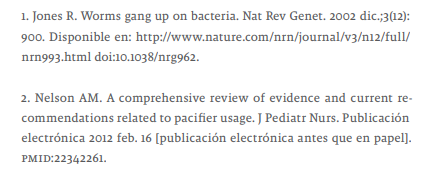 1. Jones R. Worms gang up on bacteria. Nat Rev Genet. 2002 dic.;3(12):
900. Disponible en: http://www.nature.com/nrn/journal/v3/n12/full/
nrn993.html doi:10.1038/nrg962.
2. Nelson AM. A comprehensive review of evidence and current re-
commendations related to pacifier usage. J Pediatr Nurs. Publicación
electrónica 2012 feb. 16 [publicación electrónica antes que en papel].
PMID:22342261.